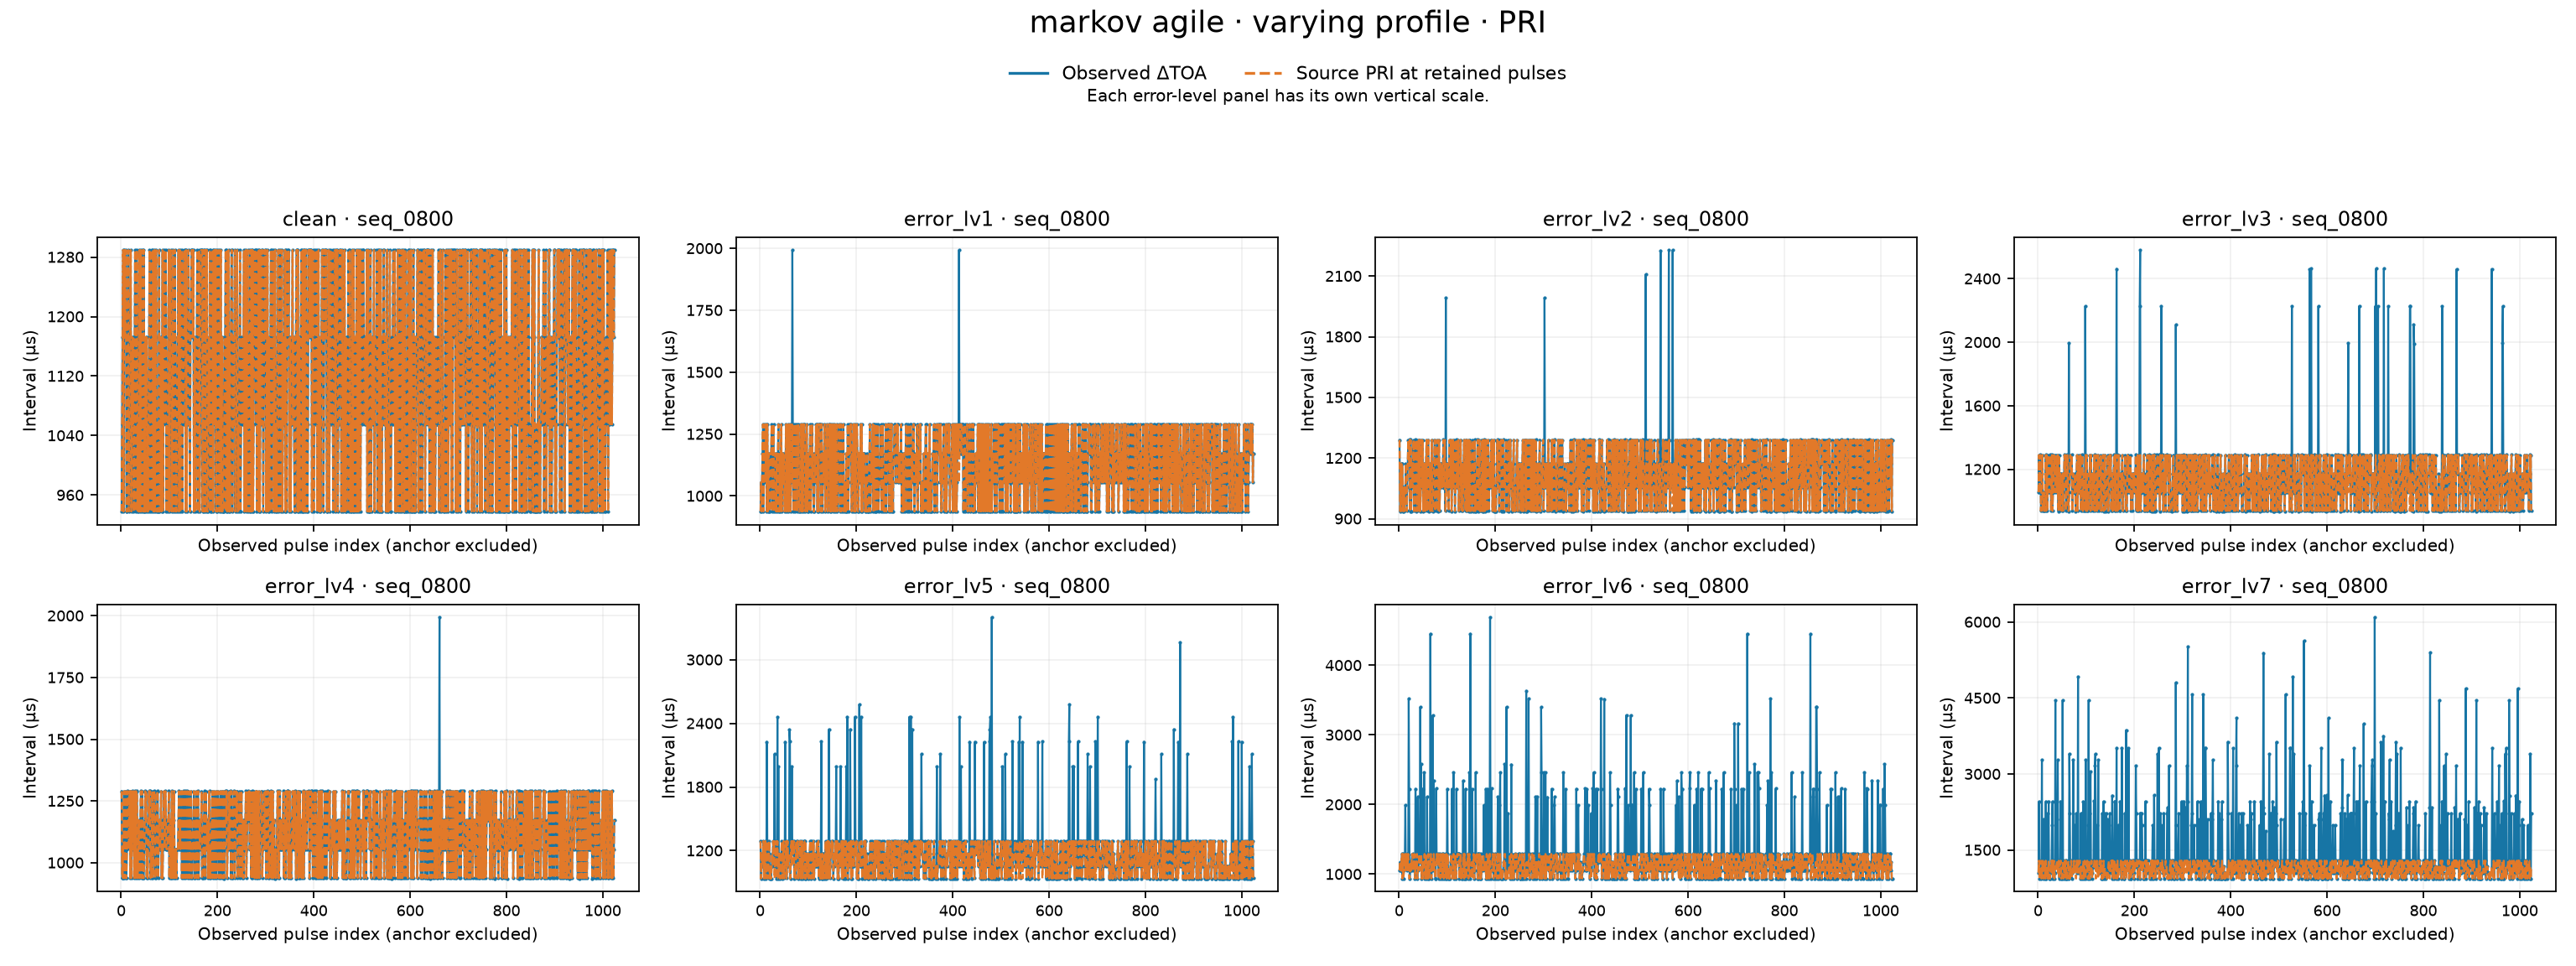 markov agile · varying profile · PRI
Observed ΔTOA
Source PRI at retained pulses
Each error-level panel has its own vertical scale.
clean · seq_0800
Interval (µs)
1280
1200
1120
1040
960
Observed pulse index (anchor excluded)
error_lv1 · seq_0800
Interval (µs)
2000
1750
1500
1250
1000
Observed pulse index (anchor excluded)
error_lv2 · seq_0800
Interval (µs)
2100
1800
1500
1200
900
Observed pulse index (anchor excluded)
error_lv3 · seq_0800
Interval (µs)
2400
2000
1600
1200
Observed pulse index (anchor excluded)
error_lv4 · seq_0800
Interval (µs)
2000
1750
1500
1250
1000
0 200 400 600 800 1000
Observed pulse index (anchor excluded)
error_lv5 · seq_0800
Interval (µs)
3000
2400
1800
1200
0 200 400 600 800 1000
Observed pulse index (anchor excluded)
error_lv6 · seq_0800
Interval (µs)
4000
3000
2000
1000
0 200 400 600 800 1000
Observed pulse index (anchor excluded)
error_lv7 · seq_0800
Interval (µs)
6000
4500
3000
1500
0 200 400 600 800 1000
Observed pulse index (anchor excluded)